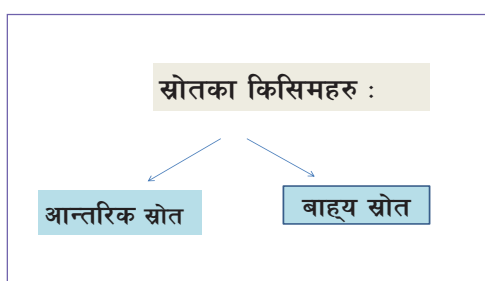 स्रोतका किसिमहरु :
आन्तरिक स्रोत
बाह्य स्रोत